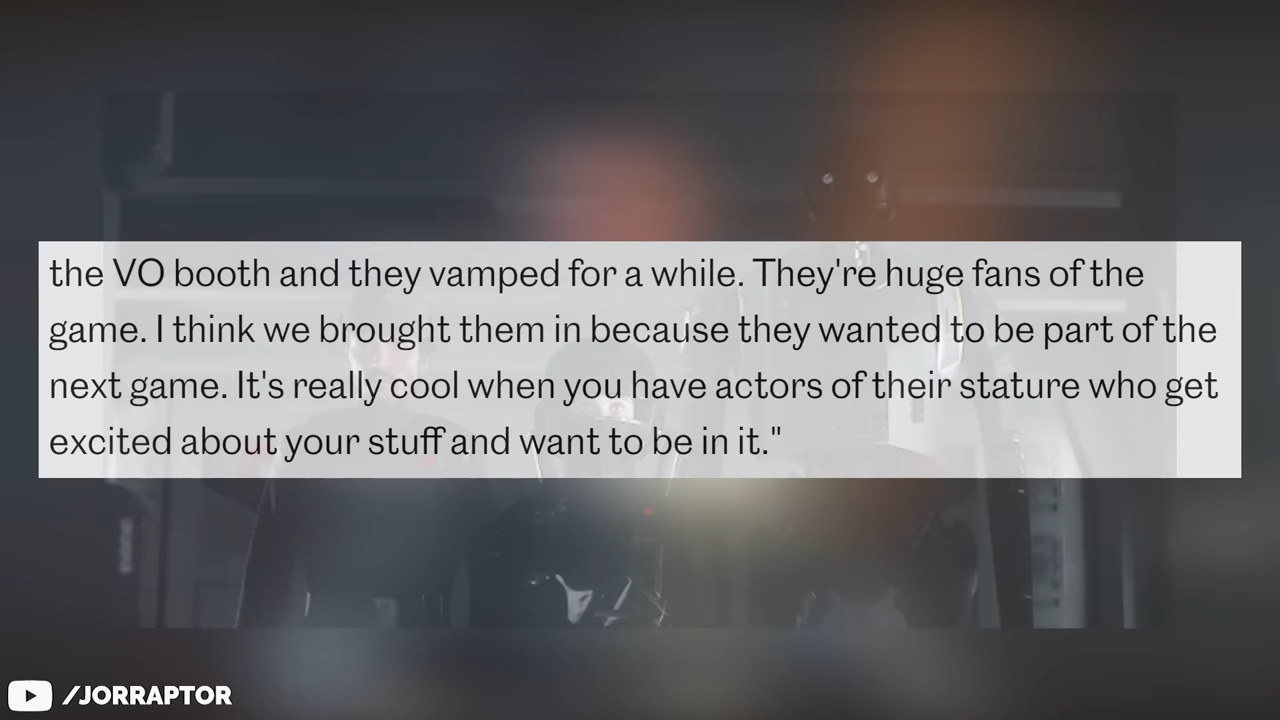 the VO booth and they vamped for a while. They're huge fans of the
game. I think we brought them in because they wanted to be part of the
next game. It's really cool when you have actors of their stature who get
excited about your stuff and want to be in it."
/JORRAPTOR